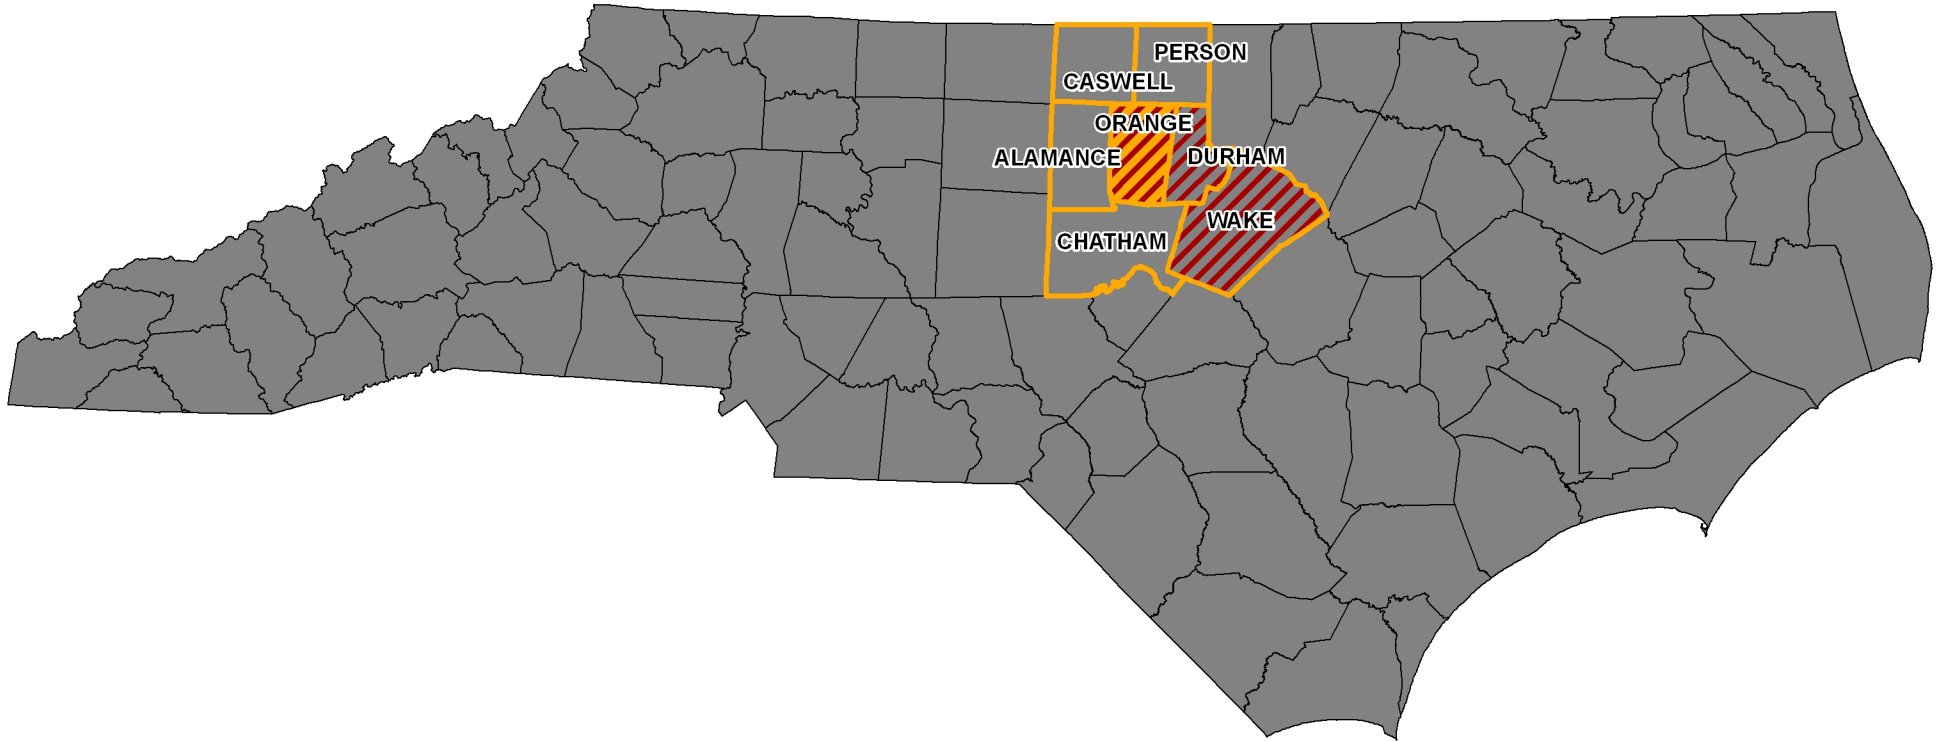 PERSON
CASWELL
ORANGE
ALAMANCE
DURHAM
WAKE
CHATHAM